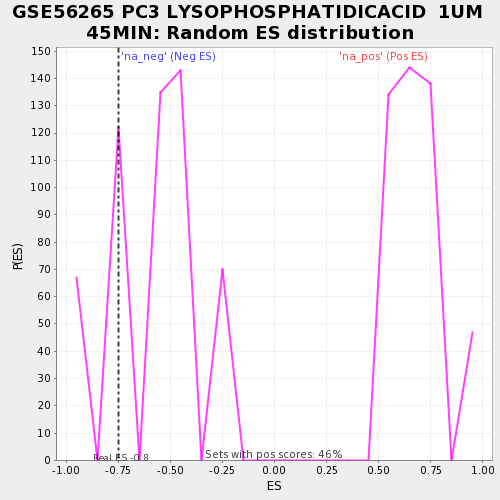 GSE56265 PC3 LYSOPHOSPHATIDICACID  1UM
45MIN: Random ES distribution
'na_neg' (Neg ES)
'na_pos' (Pos ES)
150
140
130
120
110
100
90
80
70
60
50
40
30
20
10
0
P(ES)
Real ES -0.8
Sets with pos scores: 46%
-1.00 -0.75 -0.50 -0.25 0.00 0.25 0.50 0.75 1.00
ES